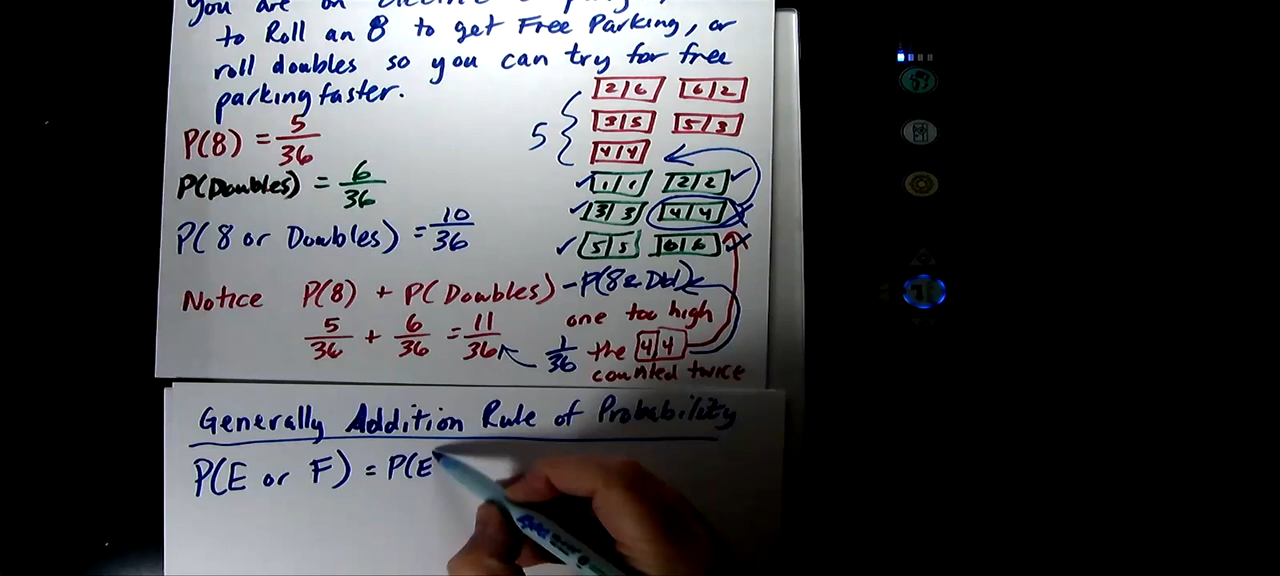 you are on Electric
to Roll an 8 to get Free Parking, or
roll doubles so you can try for free
parking faster.
P(8) = 5/36
P(Doubles) = 6/36
P(8 or Doubles) = 10/36
5 {
2|6 6|2
3|5 5|3
4|4
1|1 2|2
3|3 4|4
5|5 6|6
Notice P(8) + P(Doubles) - P(8 & Dbl)
5/36 + 6/36 = 11/36
1/36
one too high
the 4|4
counted twice
Generally Addition Rule of Probability
P(E or F) = P(E